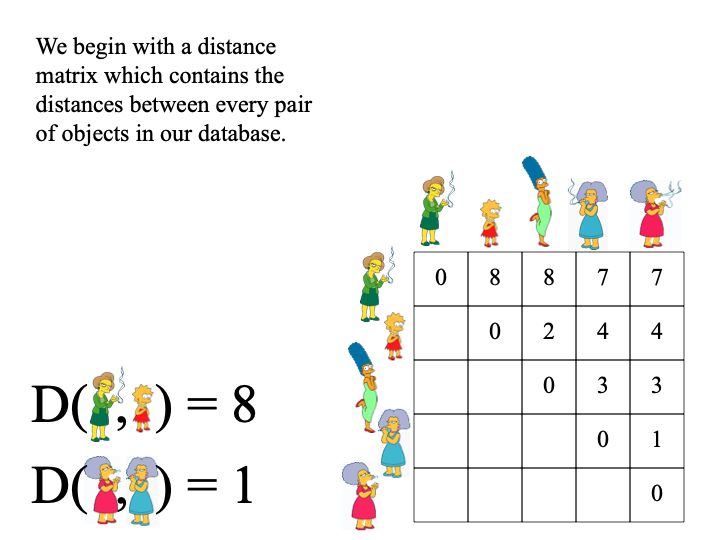 We begin with a distance
matrix which contains the
distances between every pair
of objects in our database.
0 8 8 7 7
0 2 4 4
0 3 3
0 1
0
D( , ) = 8
D( , ) = 1